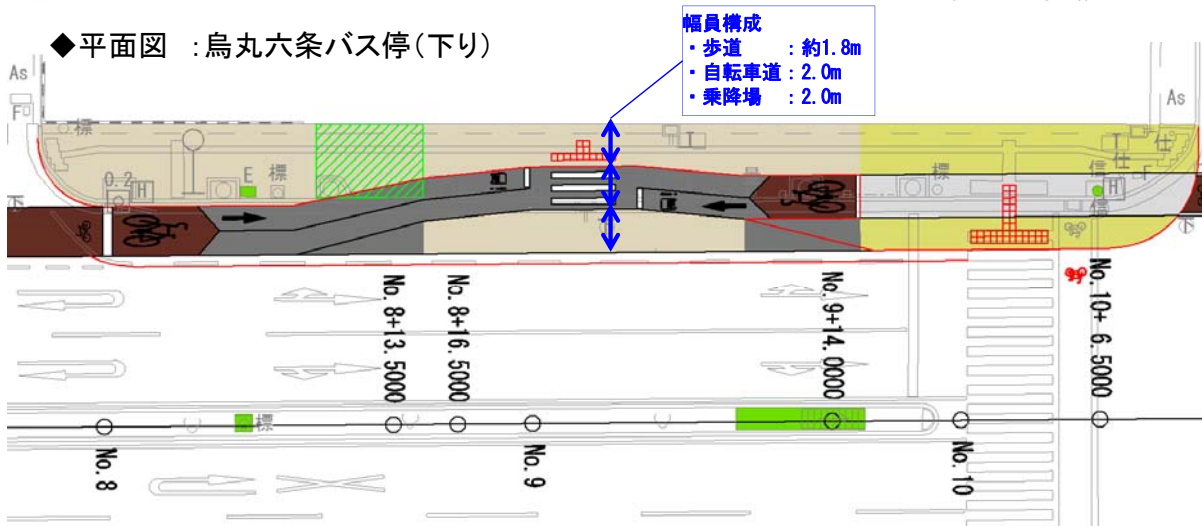 ◆平面図 :烏丸六条バス停(下り)
幅員構成
・歩道 :約1.8m
・自転車道:2.0m
・乗降場 :2.0m
As
As
F
標
T
T
仕
仕
0.2
H
E
標
標
信
H
CF
下
信
下
No. 8+13.5000
No. 8+16.5000
No. 9+14.0000
No. 10+ 6.5000
標
No. 8
No. 9
No. 10